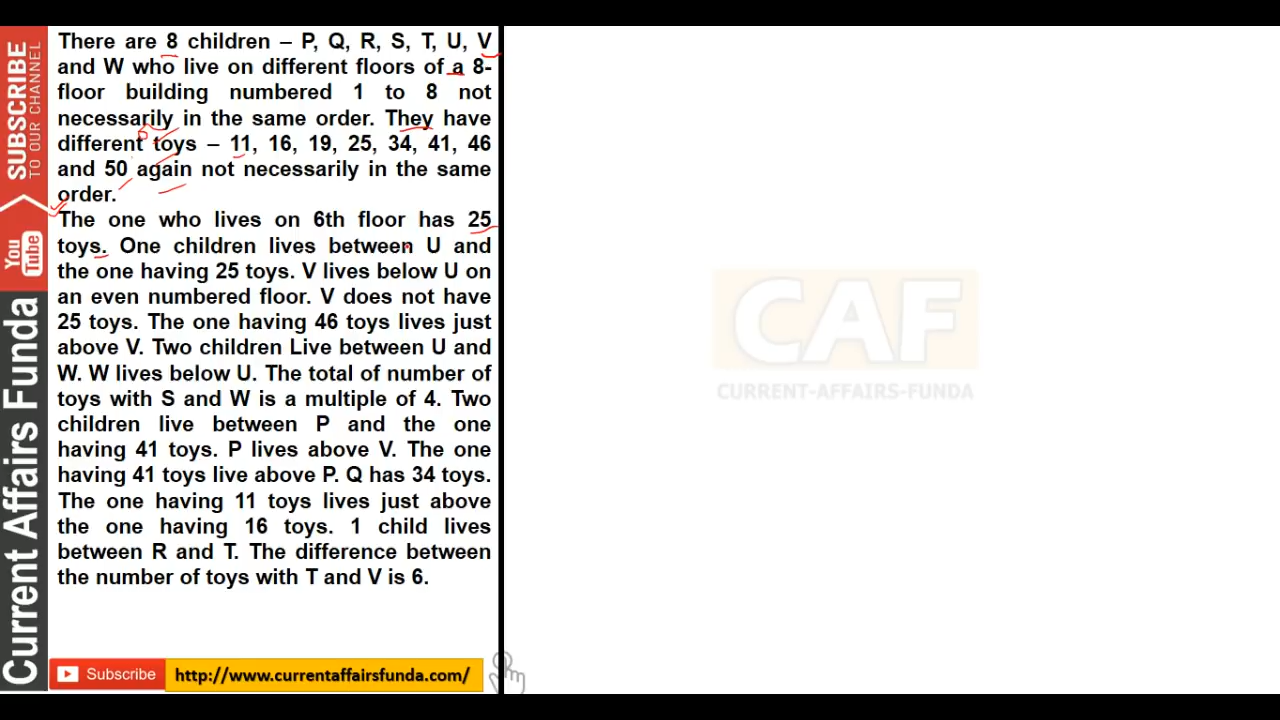 There are 8 children – P, Q, R, S, T, U, V
and W who live on different floors of a 8-
floor building numbered 1 to 8 not
necessarily in the same order. They have
different toys – 11, 16, 19, 25, 34, 41, 46
and 50 again not necessarily in the same
order.
The one who lives on 6th floor has 25
toys. One children lives between U and
the one having 25 toys. V lives below U on
an even numbered floor. V does not have
25 toys. The one having 46 toys lives just
above V. Two children Live between U and
W. W lives below U. The total of number of
toys with S and W is a multiple of 4. Two
children live between P and the one
having 41 toys. P lives above V. The one
having 41 toys live above P. Q has 34 toys.
The one having 11 toys lives just above
the one having 16 toys. 1 child lives
between R and T. The difference between
the number of toys with T and V is 6.
SUBSCRIBE
TO OUR CHANNEL
You
Tube
Current Affairs Funda
CAF
CURRENT-AFFAIRS-FUNDA
Subscribe
http://www.currentaffairsfunda.com/